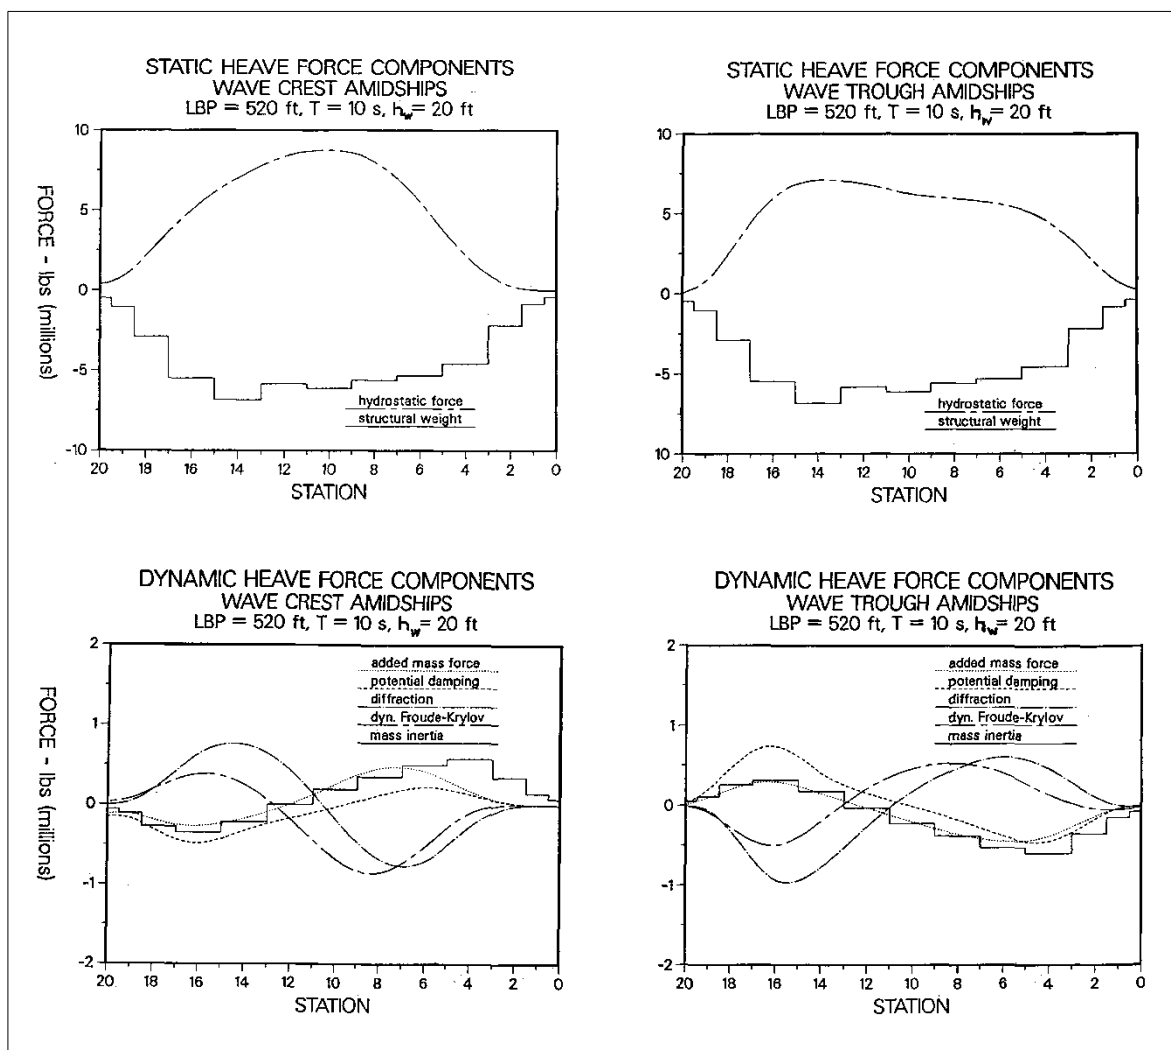 STATIC HEAVE FORCE COMPONENTS
WAVE CREST AMIDSHIPS
LBP = 520 ft, T = 10 s, hw= 20 ft
FORCE - lbs (millions)
10
5
0
-5
-10
hydrostatic force
structural weight
20 18 16 14 12 10 8 6 4 2 0
STATION
STATIC HEAVE FORCE COMPONENTS
WAVE TROUGH AMIDSHIPS
LBP = 520 ft, T = 10 s, hw= 20 ft
10
5
0
-5
10
hydrostatic force
structural weight
20 18 16 14 12 10 8 6 4 2 0
STATION
DYNAMIC HEAVE FORCE COMPONENTS
WAVE CREST AMIDSHIPS
LBP = 520 ft, T = 10 s, hw= 20 ft
FORCE - lbs (millions)
2
1
0
-1
-2
added mass force
potential damping
diffraction
dyn. Froude-Krylov
mass inertia
20 18 16 14 12 10 8 6 4 2 0
STATION
DYNAMIC HEAVE FORCE COMPONENTS
WAVE TROUGH AMIDSHIPS
LBP = 520 ft, T = 10 s, hw= 20 ft
2
1
0
-1
-2
added mass force
potential damping
diffraction
dyn. Froude-Krylov
mass inertia
20 18 16 14 12 10 8 6 4 2 0
STATION